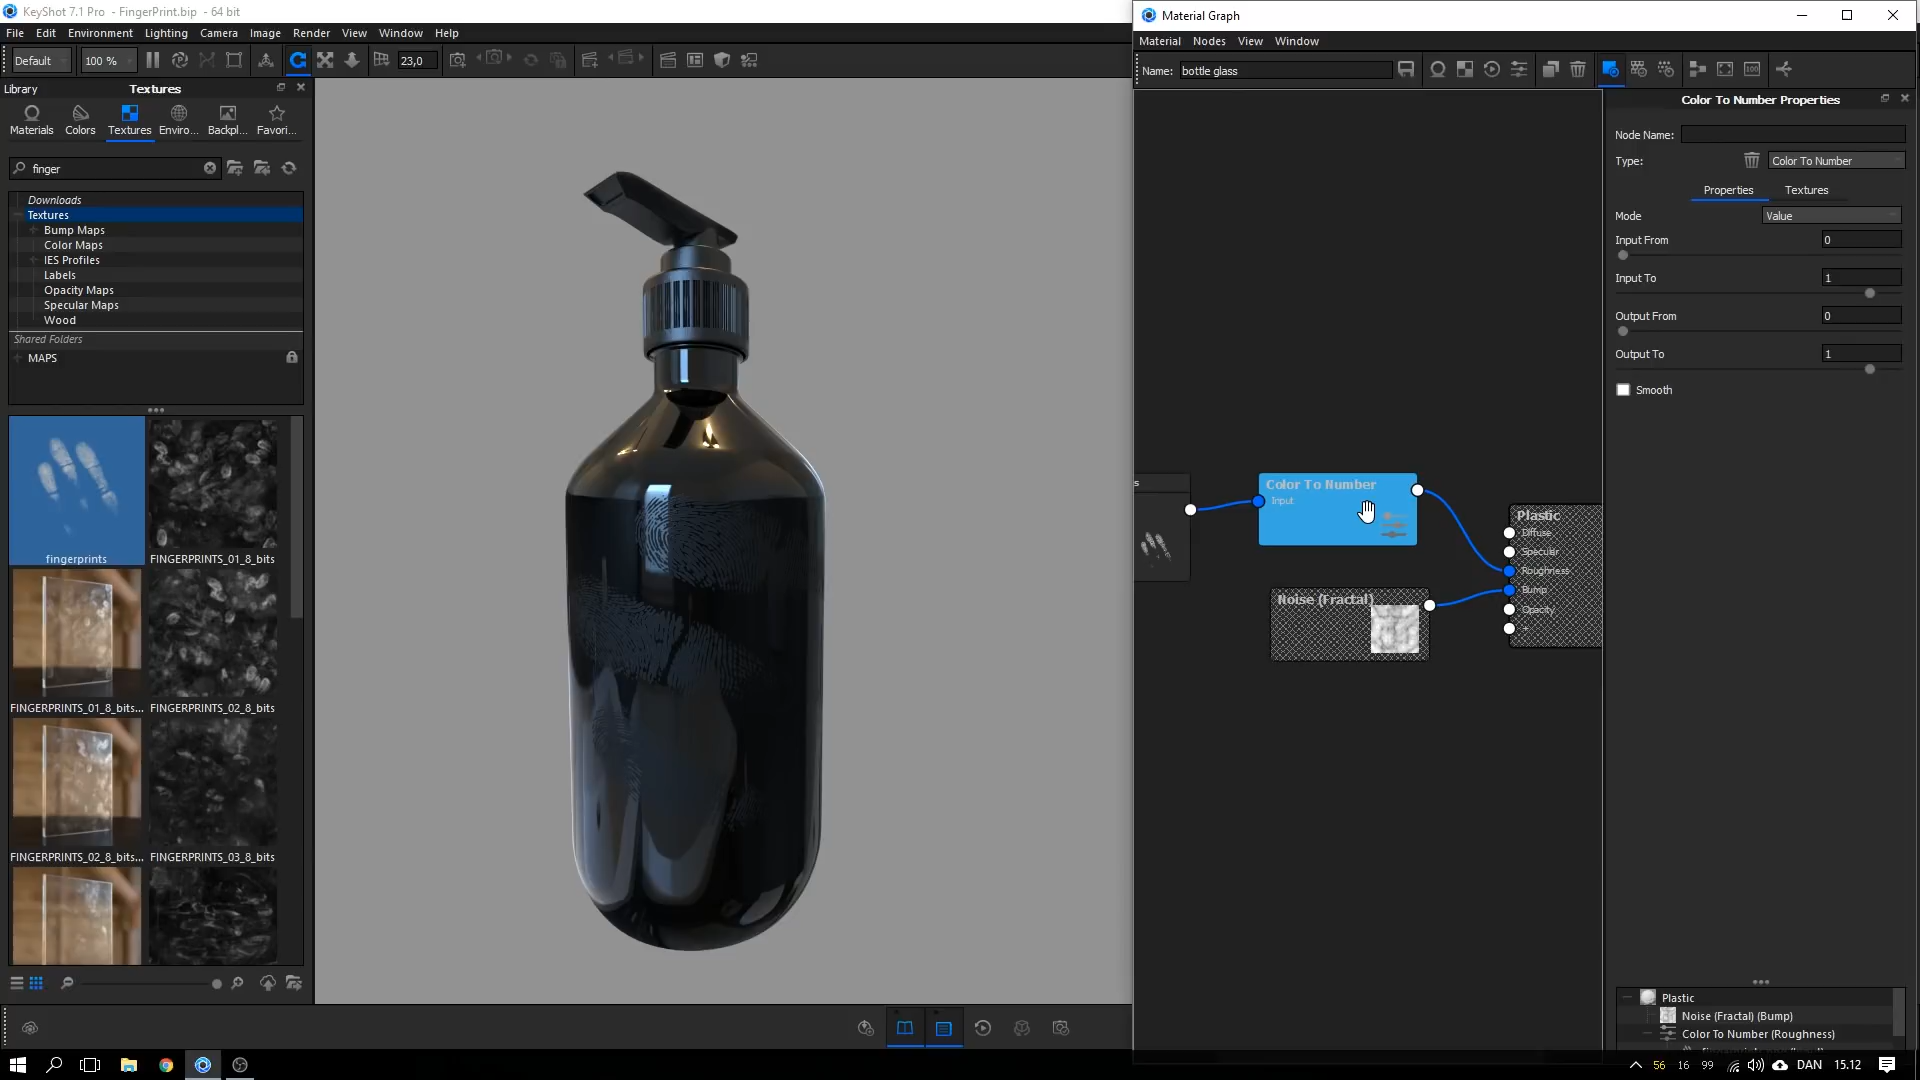 KeyShot 7.1 Pro - FingerPrint.bip - 64 bit
File Edit Environment Lighting Camera Image Render View Window Help
Default 100 % 23,0
Library Textures
Materials Colors Textures Enviro... Backpl... Favori...
finger
Downloads
Textures
Bump Maps
Color Maps
IES Profiles
Labels
Opacity Maps
Specular Maps
Wood
Shared Folders
MAPS
fingerprints FINGERPRINTS_01_8_bits
FINGERPRINTS_01_8_bits... FINGERPRINTS_02_8_bits
FINGERPRINTS_02_8_bits... FINGERPRINTS_03_8_bits
Material Graph
Material Nodes View Window
Name: bottle glass
s
Color To Number
Input
Noise (Fractal)
Plastic
Diffuse
Specular
Roughness
Bump
Opacity
+
Color To Number Properties
Node Name:
Type: Color To Number
Properties Textures
Mode Value
Input From 0
Input To 1
Output From 0
Output To 1
Smooth
Plastic
Noise (Fractal) (Bump)
Color To Number (Roughness)
56 16 99 DAN 15.12